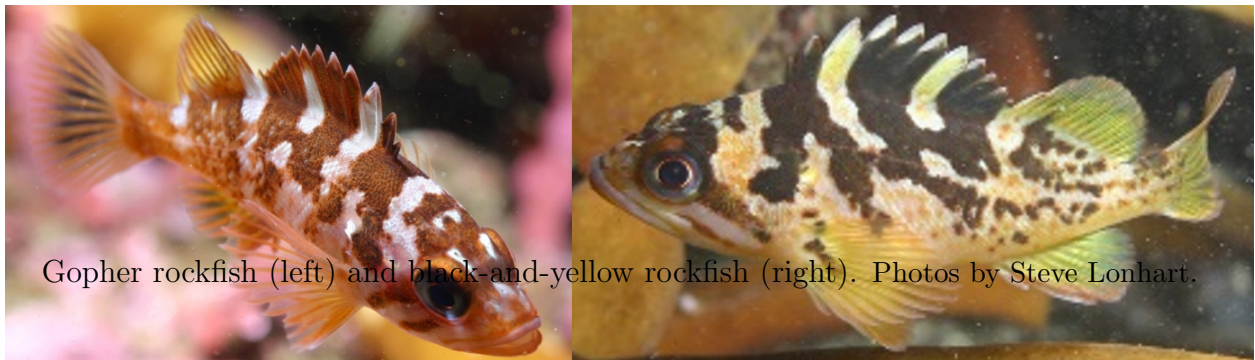 Gopher rockfish (left) and black-and-yellow rockfish (right). Photos by Steve Lonhart.